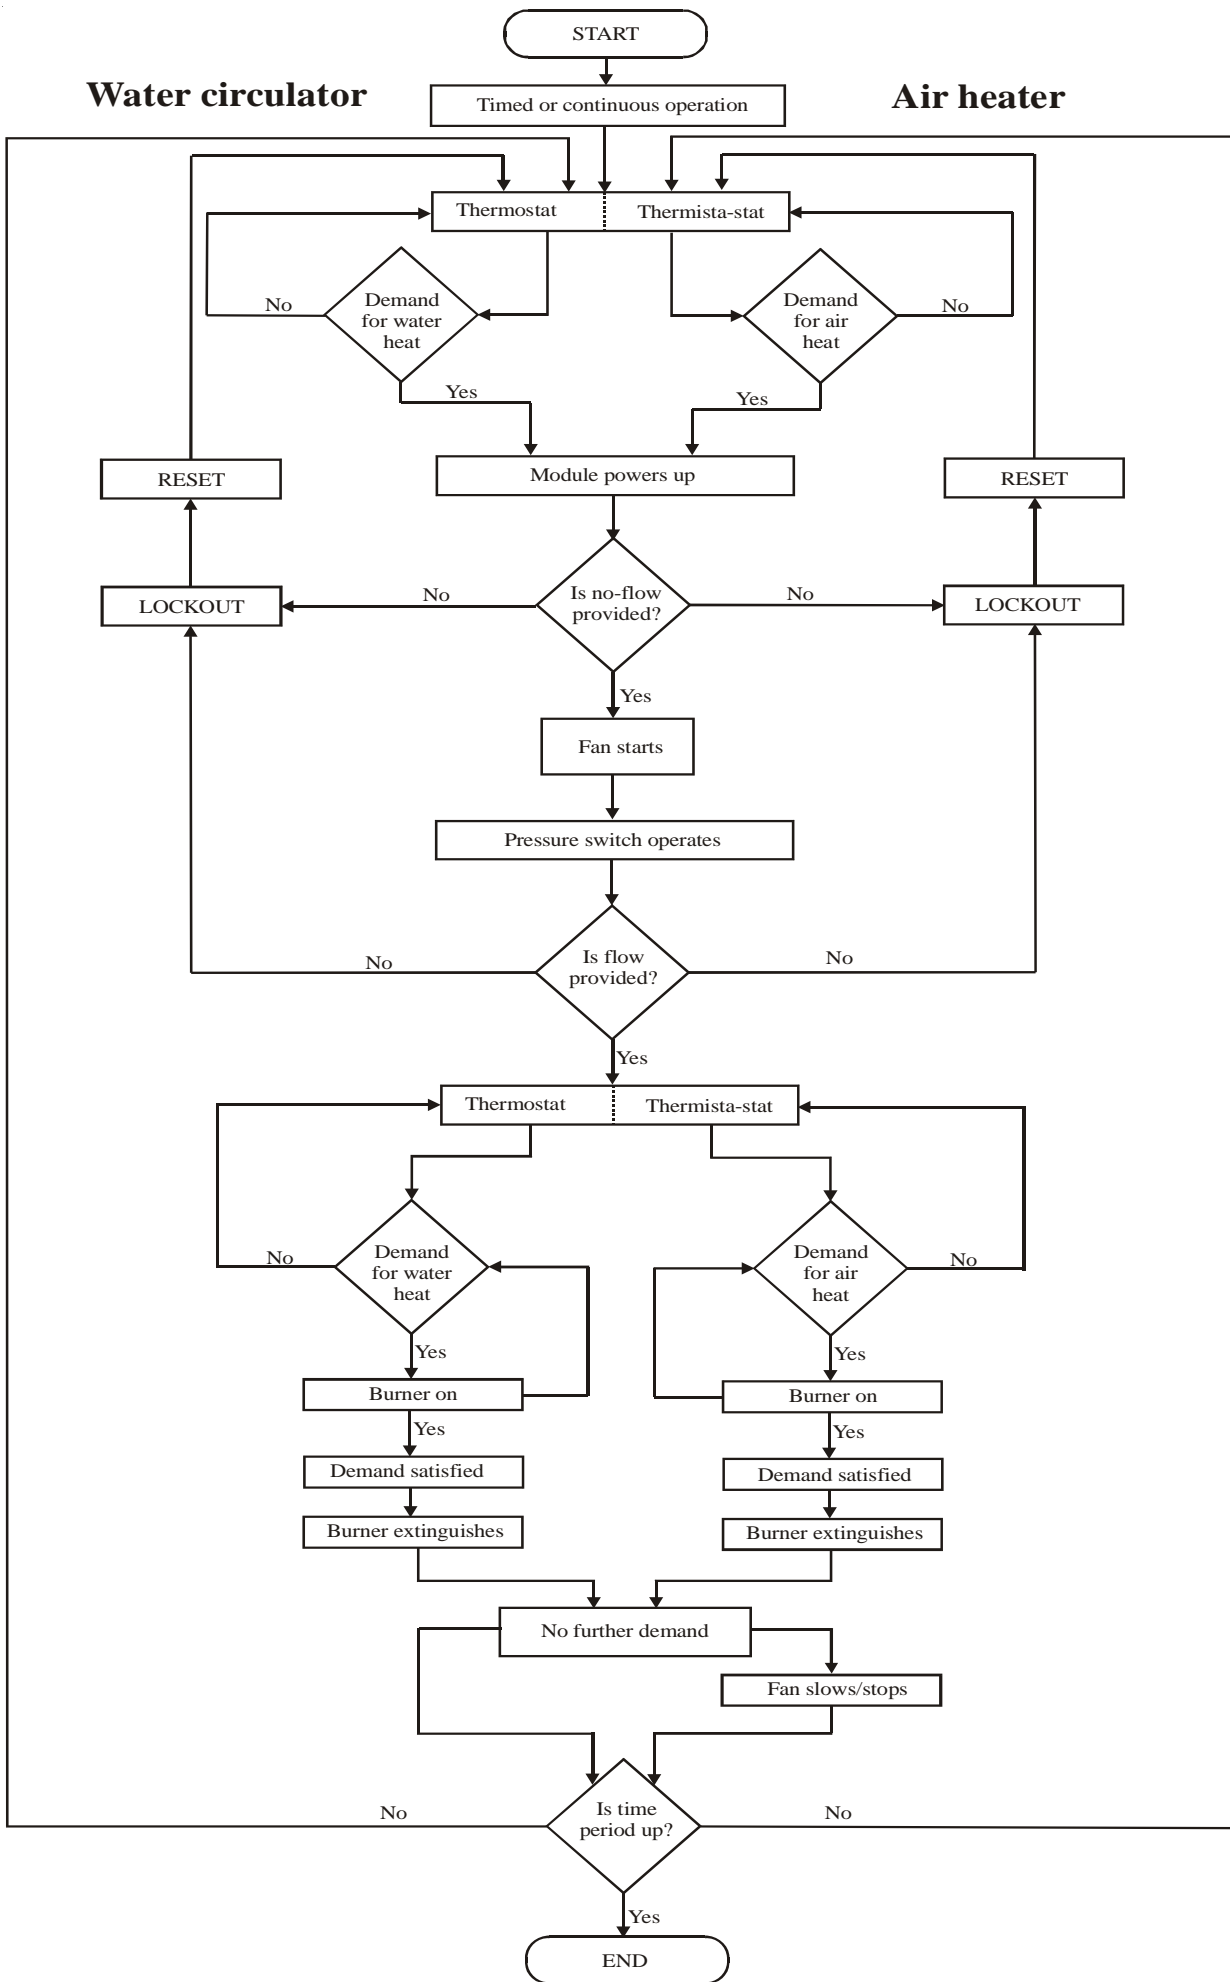 START
Water circulator
Timed or continuous operation
Air heater
Thermostat
Thermista-stat
No
Demand
for water
heat
Demand
for air
heat
No
Yes
Yes
RESET
Module powers up
RESET
LOCKOUT
No
Is no-flow
provided?
No
LOCKOUT
Yes
Fan starts
Pressure switch operates
No
Is flow
provided?
No
Yes
Thermostat
Thermista-stat
No
Demand
for water
heat
Demand
for air
heat
No
Yes
Yes
Burner on
Burner on
Yes
Yes
Demand satisfied
Demand satisfied
Burner extinguishes
Burner extinguishes
No further demand
Fan slows/stops
No
Is time
period up?
No
Yes
END